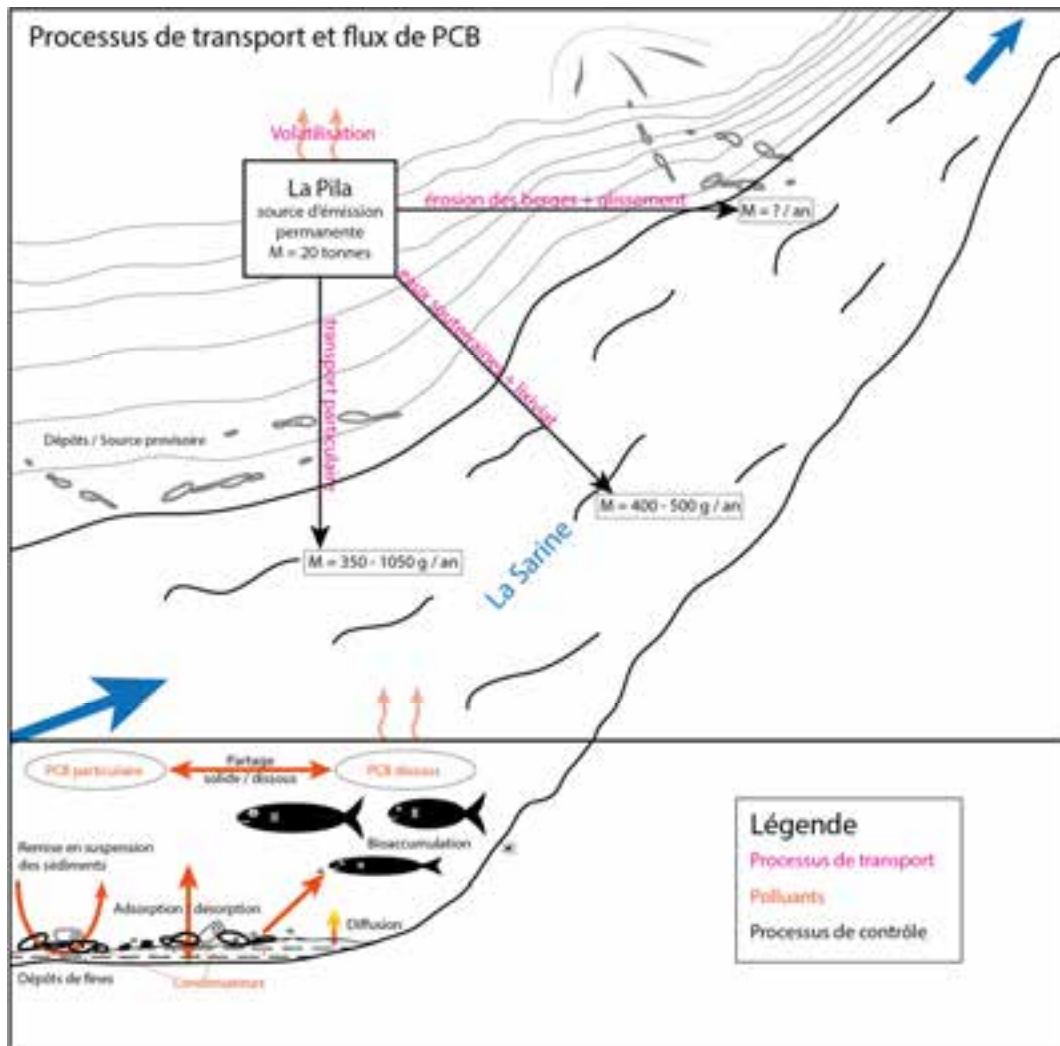 Processus de transport et flux de PCB
Volatilisation
La Pila
source d'émission
permanente
M = 20 tonnes
érosion des berges + glissement
M = ? / an
eaux souterraines + lixiviat
transport particulaire
Dépôts / Source provisoire
M = 400 - 500 g / an
M = 350 - 1050 g / an
La Sarine
PCB particulaire
Partage
solide / dissous
PCB dissous
Bioaccumulation
Remise en suspension
des sédiments
Adsorption / desorption
Diffusion
Dépôts de fines
Légende
Processus de transport
Polluants
Processus de contrôle